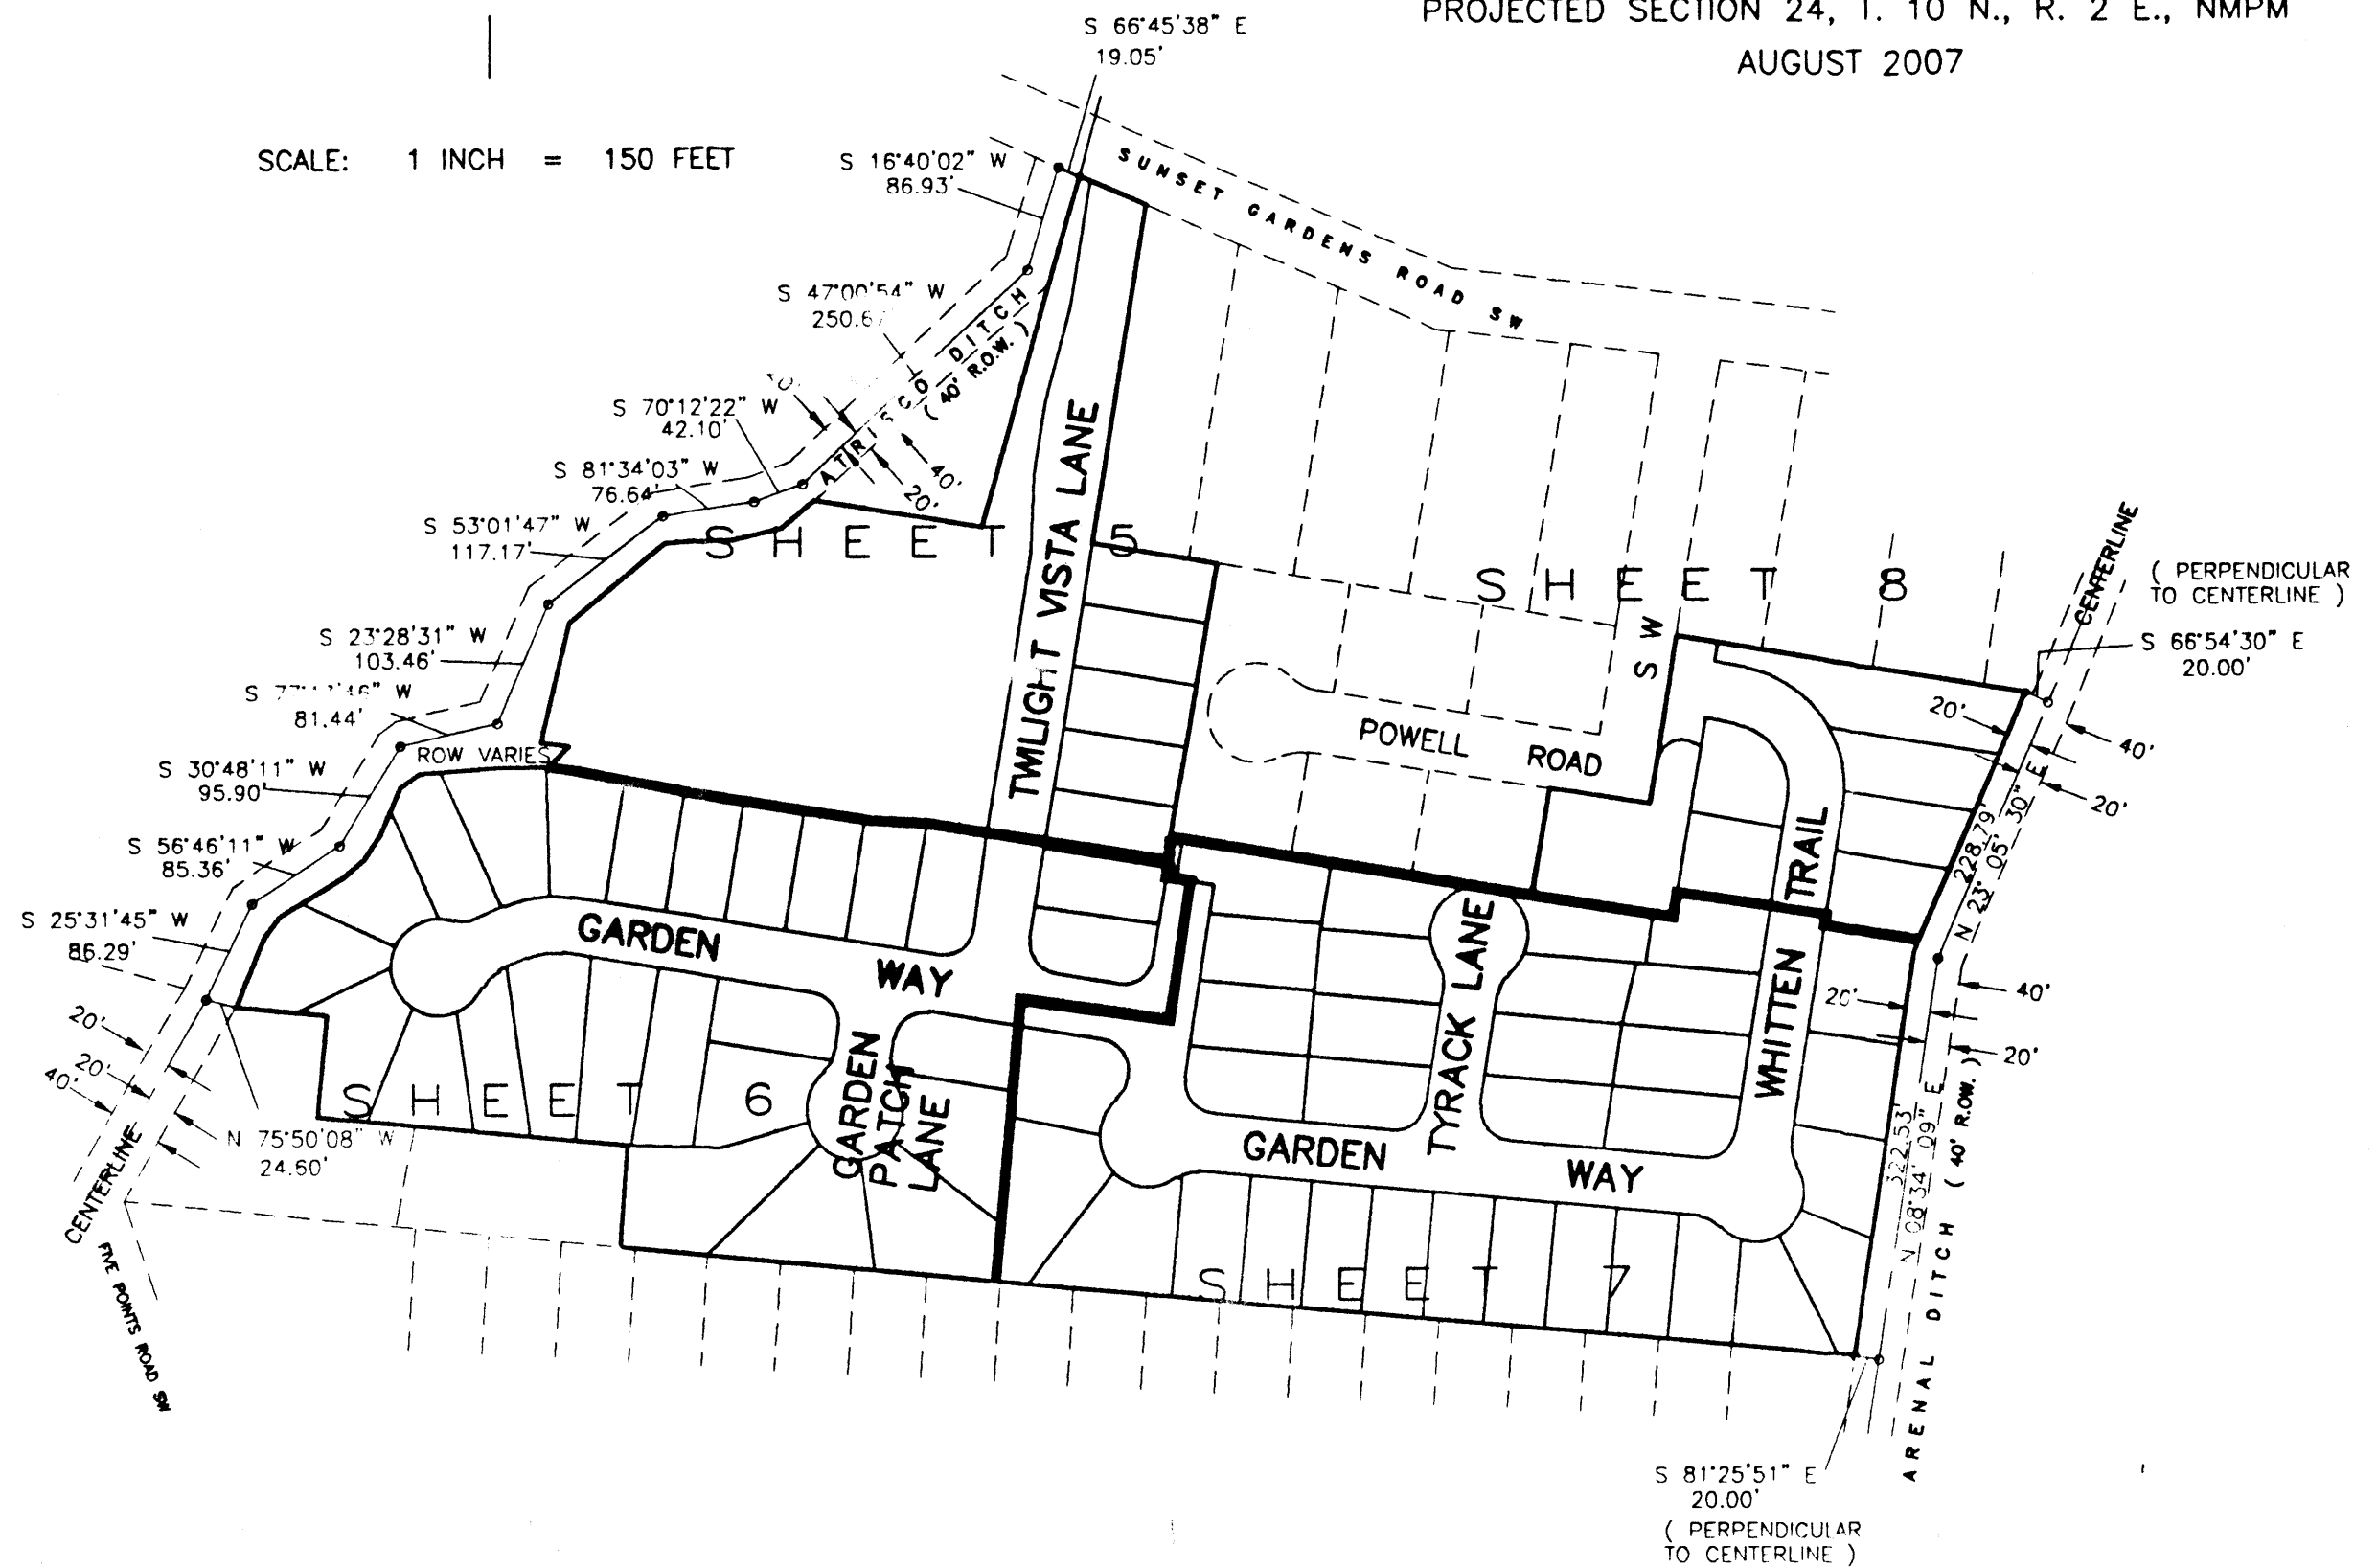 PROJECTED SECTION 24, T. 10 N., R. 2 E., NMPM
AUGUST 2007
SCALE: 1 INCH = 150 FEET
S 66°45'38" E
19.05'
S 16°40'02" W
86.93'
SUNSET GARDENS ROAD SW
S 47°00'54" W
250.6
ATRISCO DITCH
( 40' R.O.W. )
S 70°12'22" W
42.10'
40'
20'
S 81°34'03" W
76.64'
S 53°01'47" W
117.17'
SHEET 5
TWILIGHT VISTA LANE
SHEET 8
CENTERLINE
( PERPENDICULAR
TO CENTERLINE )
S 66°54'30" E
20.00'
S 23°28'31" W
103.46'
SW
81.44'
ROW VARIES
POWELL ROAD
20'
40'
20'
S 30°48'11" W
95.90'
228.79'
N 23° 05' 30" E
S 56°46'11" W
85.36'
TRAIL
S 25°31'45" W
86.29'
GARDEN WAY
TYRACK LANE
WHITTEN
20'
40'
20'
20'
20'
40'
GARDEN
PATCH
LANE
SHEET 6
N 75°50'08" W
24.60'
CENTERLINE
FIVE POINTS ROAD SW
GARDEN WAY
322.53'
N 08°34' 09" E
ARENAL DITCH ( 40' R.OW. )
SHEET 7
S 81°25'51" E
20.00'
( PERPENDICULAR
TO CENTERLINE )